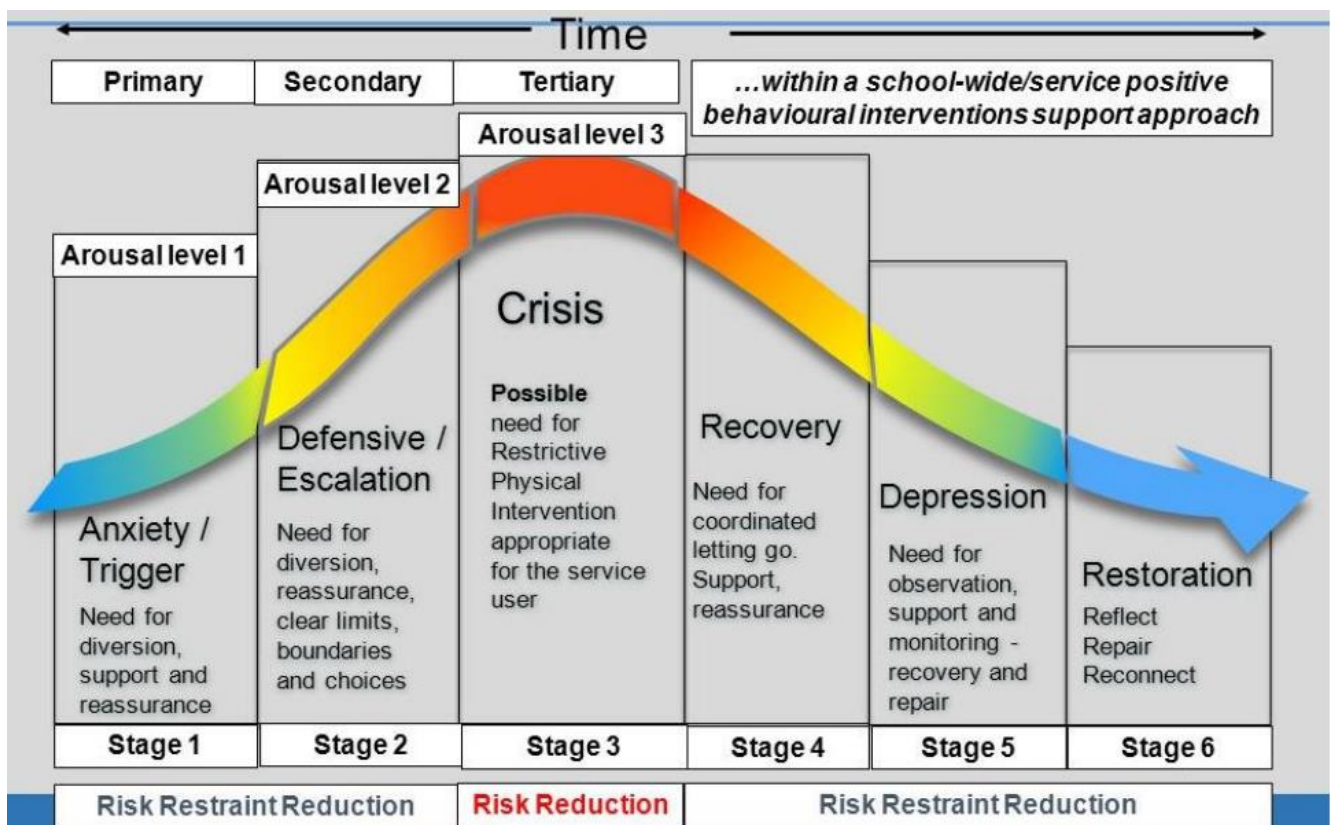 Time
Primary
Secondary
Tertiary
...within a school-wide/service positive
behavioural interventions support approach
Arousal level 1
Arousal level 2
Arousal level 3
Anxiety /
Trigger
Need for
diversion,
support and
reassurance
Defensive /
Escalation
Need for
diversion,
reassurance,
clear limits,
boundaries
and choices
Crisis
Possible
need for
Restrictive
Physical
Intervention
appropriate
for the service
user
Recovery
Need for
coordinated
letting go.
Support,
reassurance
Depression
Need for
observation,
support and
monitoring -
recovery and
repair
Restoration
Reflect
Repair
Reconnect
Stage 1
Stage 2
Stage 3
Stage 4
Stage 5
Stage 6
Risk Restraint Reduction
Risk Reduction
Risk Restraint Reduction